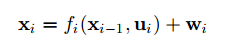 𝐱ᵢ = fᵢ(𝐱ᵢ₋₁, 𝐮ᵢ) + 𝐰ᵢ